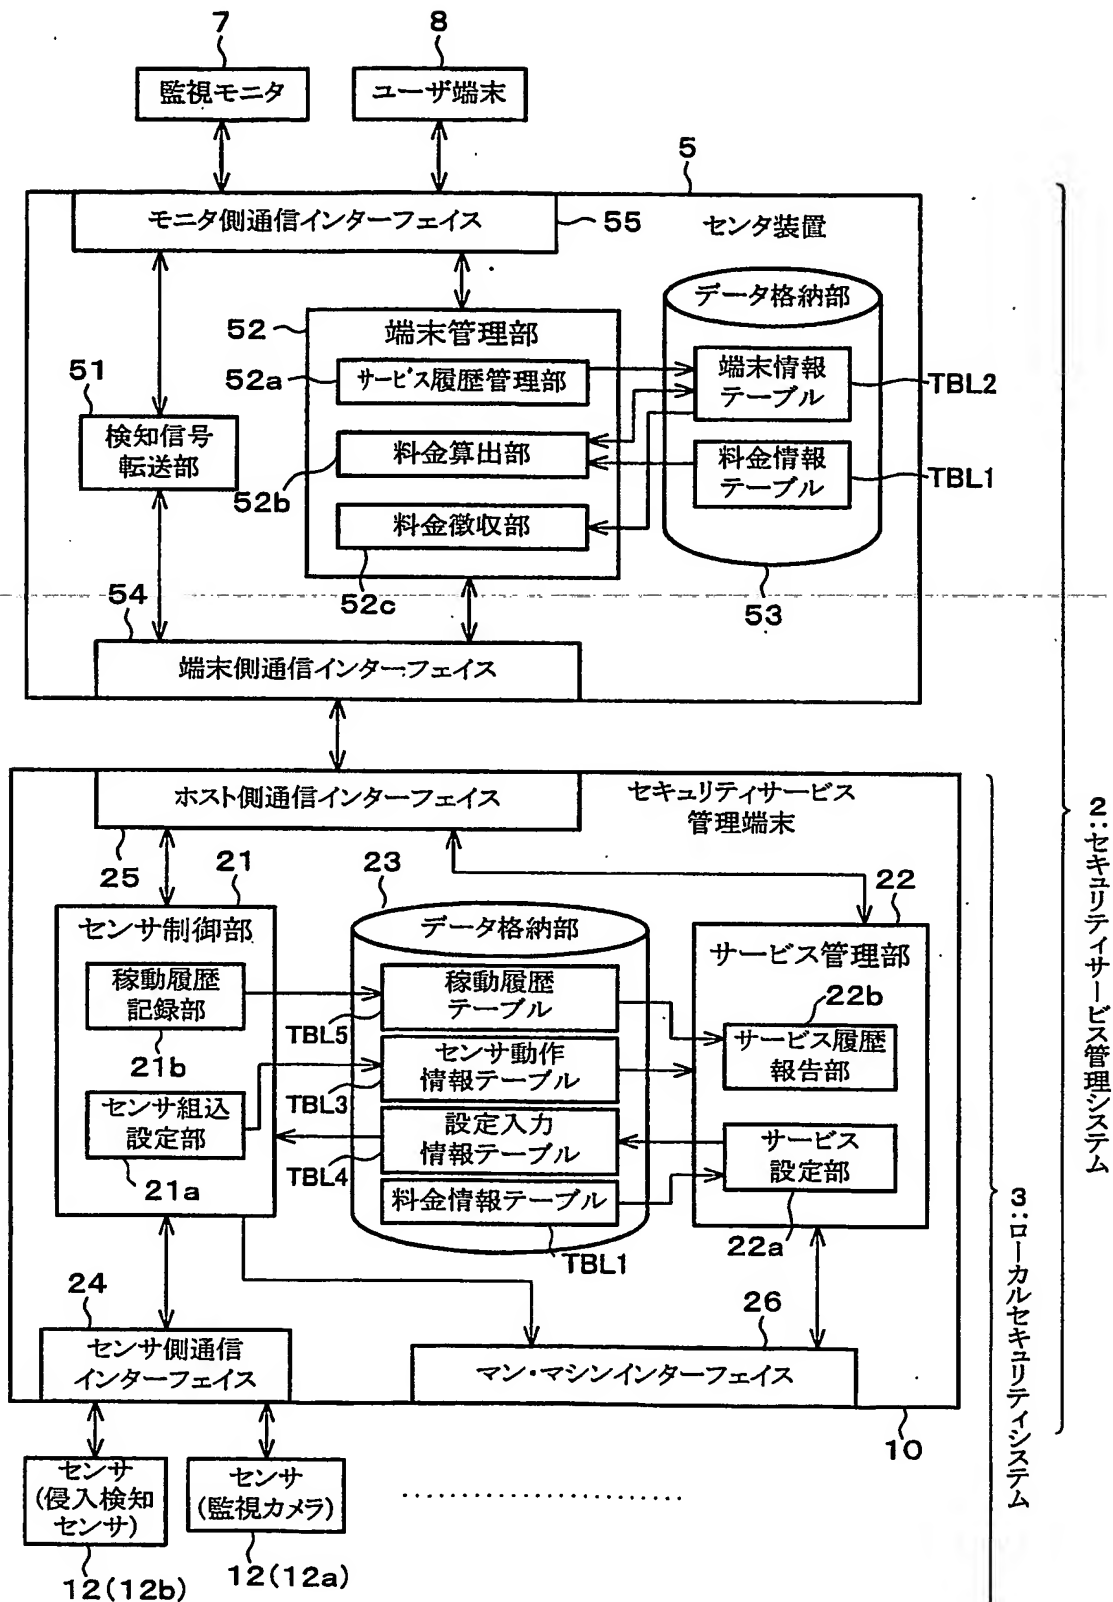 7
8
監視モニタ
ユーザ端末
5
モニタ側通信インターフェイス
55
センタ装置
データ格納部
52
端末管理部
52a
サービス履歴管理部
端末情報
テーブル
TBL2
51
検知信号
転送部
料金算出部
52b
料金情報
テーブル
TBL1
料金徴収部
52c
53
54
端末側通信インターフェイス
ホスト側通信インターフェイス
セキュリティサービス
管理端末
25
21
23
22
センサ制御部
データ格納部
サービス管理部
稼動履歴
記録部
21b
稼動履歴
テーブル
TBL5
22b
サービス履歴
報告部
センサ動作
情報テーブル
TBL3
センサ組込
設定部
21a
設定入力
情報テーブル
TBL4
サービス
設定部
22a
料金情報テーブル
TBL1
24
26
センサ側通信
インターフェイス
マン・マシンインターフェイス
10
センサ
(侵入検知
センサ)
センサ
(監視カメラ)
12(12b)
12(12a)
2:セキュリティサービス管理システム
3:ローカルセキュリティシステム